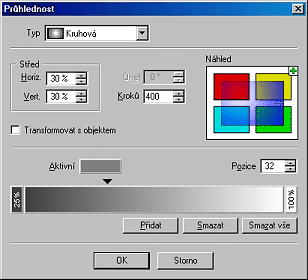 Průhlednost
Typ Kruhová
Střed
Horiz. 30 %
Vert. 30 %
Úhel 0 °
Kroků 400
Náhled
Transformovat s objektem
Aktivní
Pozice 32
25%
100%
Přidat
Smazat
Smazat vše
OK
Storno